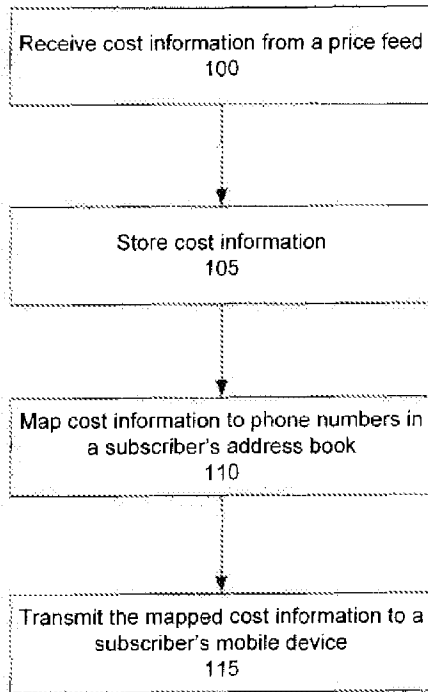 Receive cost information from a price feed
100
Store cost information
105
Map cost information to phone numbers in
a subscriber's address book
110
Transmit the mapped cost information to a
subscriber's mobile device
115